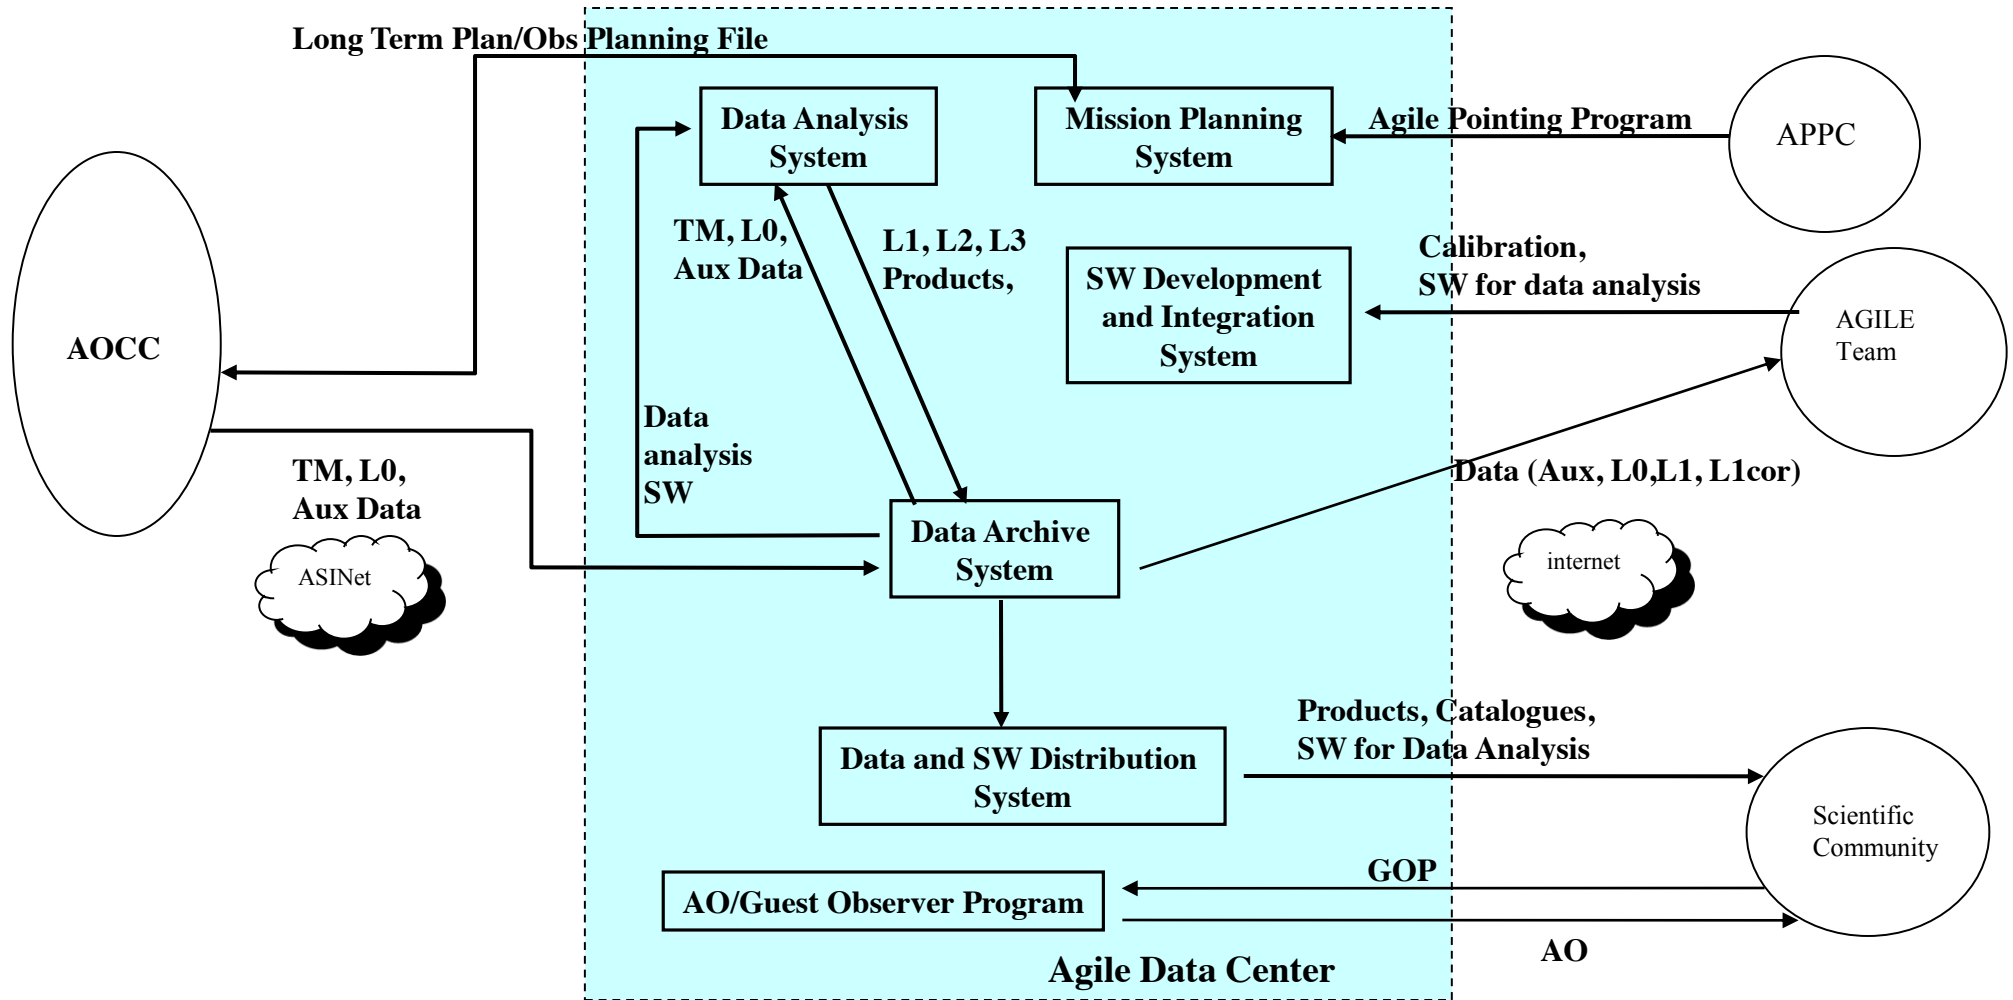 Long Term Plan/Obs Planning File
Data Analysis
System
Mission Planning
System
Agile Pointing Program
APPC
TM, L0,
Aux Data
L1, L2, L3
Products,
SW Development
and Integration
System
Calibration,
SW for data analysis
AGILE
Team
AOCC
Data
analysis
SW
TM, L0,
Aux Data
ASINet
Data Archive
System
Data (Aux, L0,L1, L1cor)
internet
Data and SW Distribution
System
Products, Catalogues,
SW for Data Analysis
Scientific
Community
AO/Guest Observer Program
GOP
AO
Agile Data Center